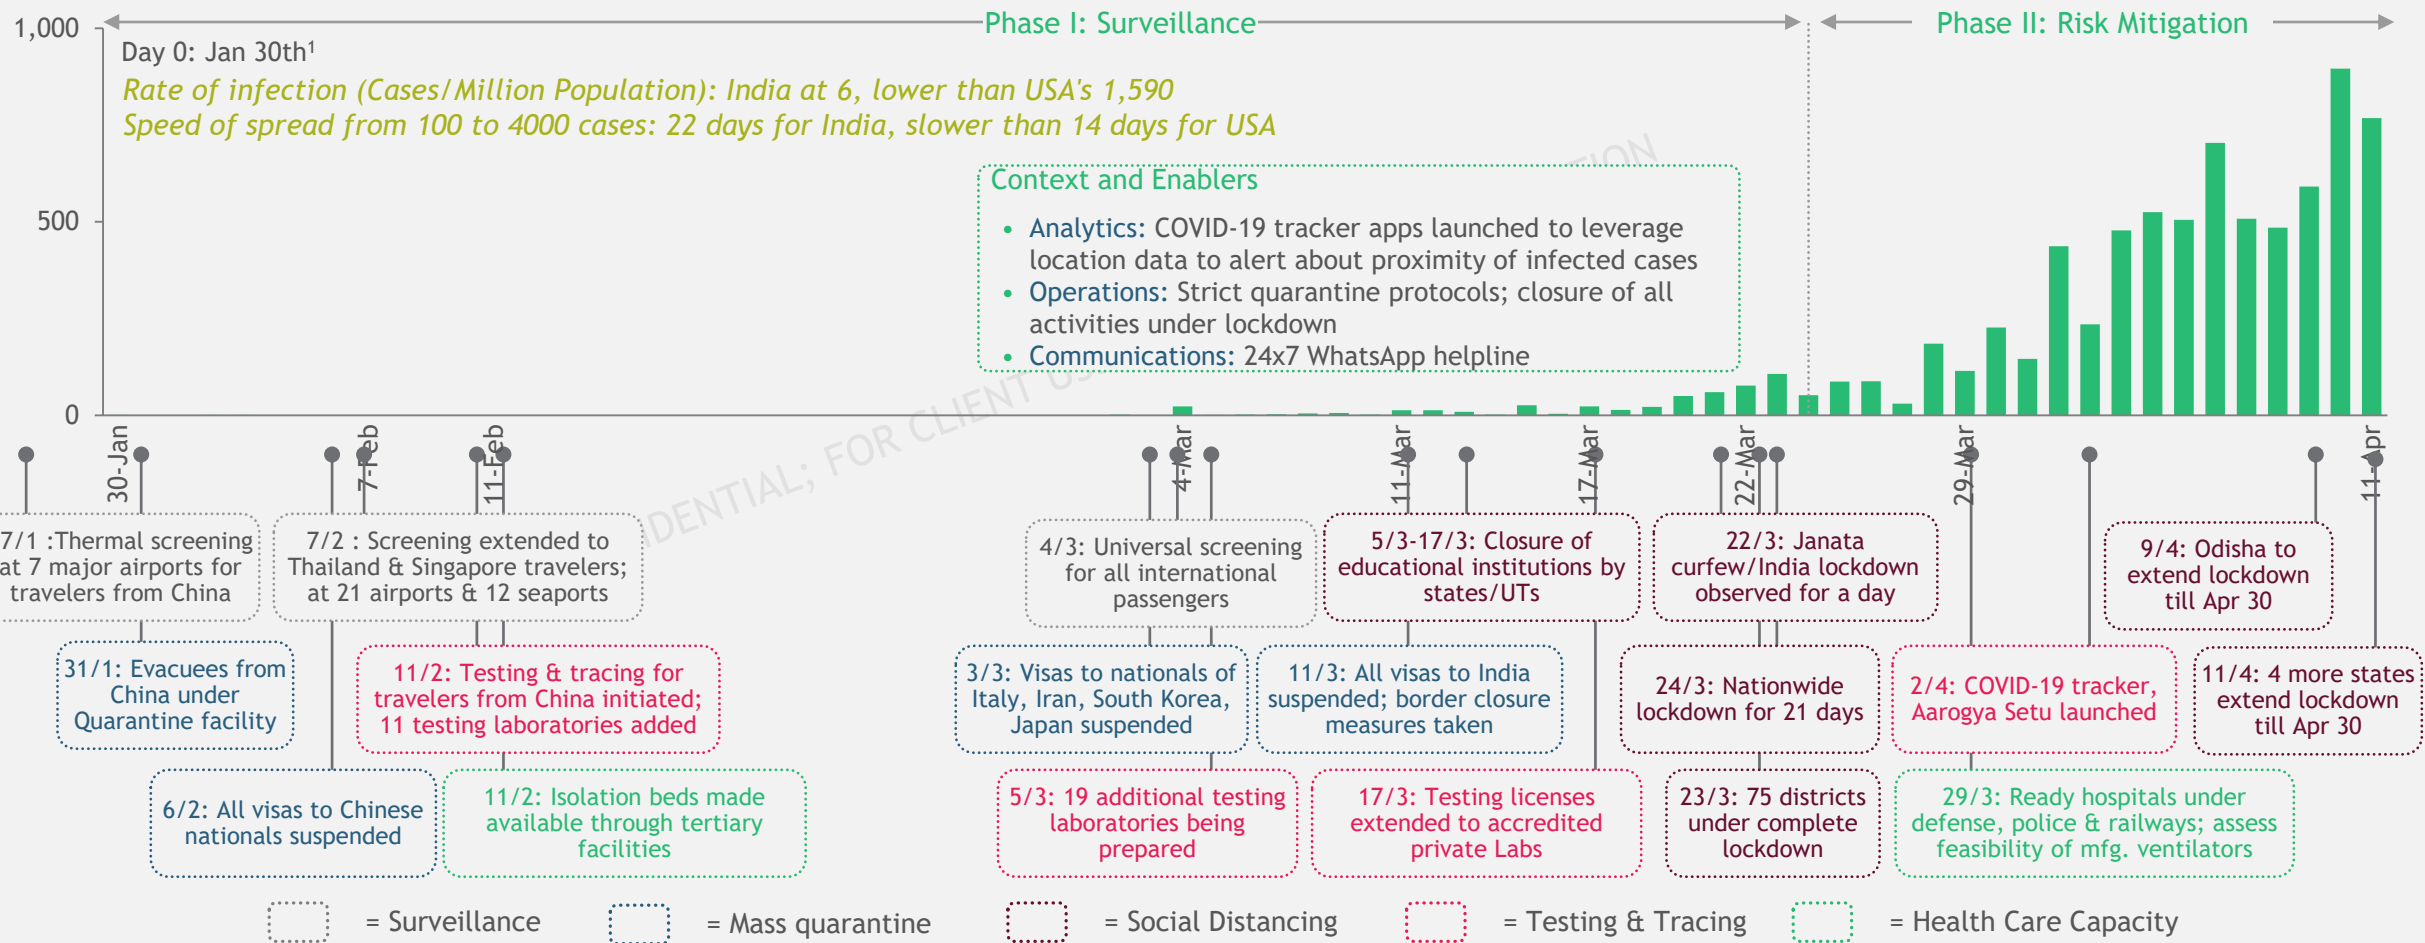 Phase I: Surveillance
Phase II: Risk Mitigation
1,000
500
0
Day 0: Jan 30th¹
Rate of infection (Cases/Million Population): India at 6, lower than USA's 1,590
Speed of spread from 100 to 4000 cases: 22 days for India, slower than 14 days for USA
Context and Enablers
• Analytics: COVID-19 tracker apps launched to leverage
location data to alert about proximity of infected cases
• Operations: Strict quarantine protocols; closure of all
activities under lockdown
• Communications: 24x7 WhatsApp helpline
FOR CLIENT
30-Jan
7-Feb
11-Feb
4-Mar
11-Mar
17-Mar
22-Mar
29-Mar
11-Apr
7/1 :Thermal screening
at 7 major airports for
travelers from China
7/2 : Screening extended to
Thailand & Singapore travelers;
at 21 airports & 12 seaports
4/3: Universal screening
for all international
passengers
5/3-17/3: Closure of
educational institutions by
states/UTs
22/3: Janata
curfew/India lockdown
observed for a day
9/4: Odisha to
extend lockdown
till Apr 30
31/1: Evacuees from
China under
Quarantine facility
11/2: Testing & tracing for
travelers from China initiated;
11 testing laboratories added
3/3: Visas to nationals of
Italy, Iran, South Korea,
Japan suspended
11/3: All visas to India
suspended; border closure
measures taken
24/3: Nationwide
lockdown for 21 days
2/4: COVID-19 tracker,
Aarogya Setu launched
11/4: 4 more states
extend lockdown
till Apr 30
6/2: All visas to Chinese
nationals suspended
11/2: Isolation beds made
available through tertiary
facilities
5/3: 19 additional testing
laboratories being
prepared
17/3: Testing licenses
extended to accredited
private Labs
23/3: 75 districts
under complete
lockdown
29/3: Ready hospitals under
defense, police & railways; assess
feasibility of mfg. ventilators
= Surveillance
= Mass quarantine
= Social Distancing
= Testing & Tracing
= Health Care Capacity